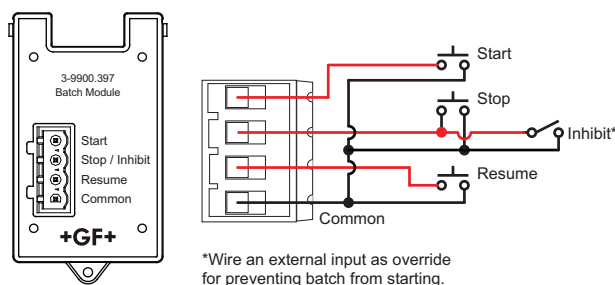 3-9900.397
Batch Module
Start
Stop / Inhibit
Resume
Common
+GF+
Start
Stop
Inhibit*
Resume
Common
*Wire an external input as override
for preventing batch from starting.